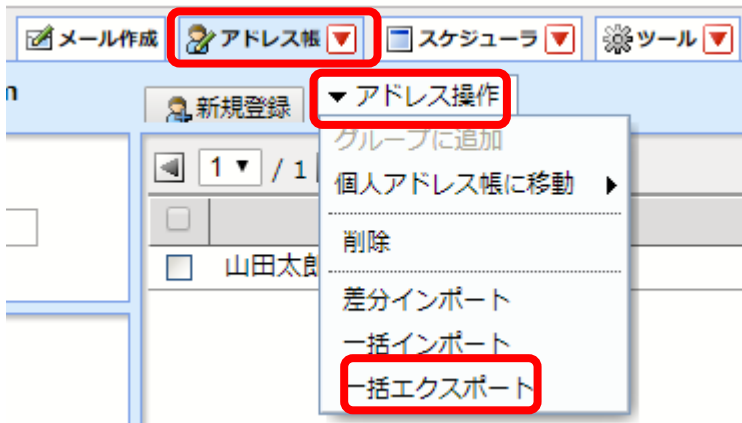 メール作成 アドレス帳 スケジューラ ツール
新規登録 ▼ アドレス操作
グループに追加
1 / 1
個人アドレス帳に移動
削除
山田太郎
差分インポート
一括インポート
一括エクスポート